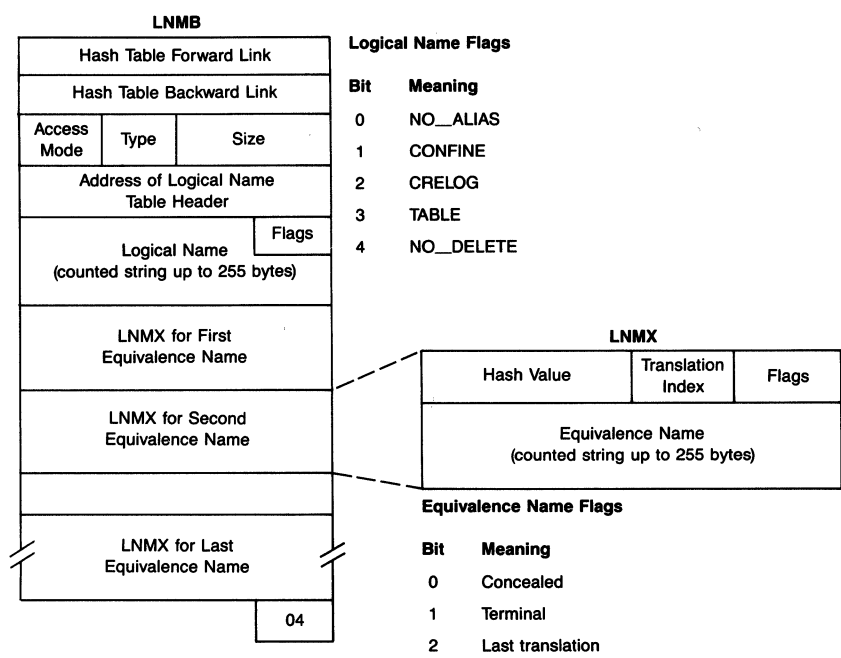 LNMB
Hash Table Forward Link
Hash Table Backward Link
Access
Mode
Type
Size
Address of Logical Name
Table Header
Flags
Logical Name
(counted string up to 255 bytes)
LNMX for First
Equivalence Name
LNMX for Second
Equivalence Name
LNMX for Last
Equivalence Name
04
Logical Name Flags
Bit Meaning
0 NO__ALIAS
1 CONFINE
2 CRELOG
3 TABLE
4 NO__DELETE
LNMX
Hash Value
Translation
Index
Flags
Equivalence Name
(counted string up to 255 bytes)
Equivalence Name Flags
Bit Meaning
0 Concealed
1 Terminal
2 Last translation